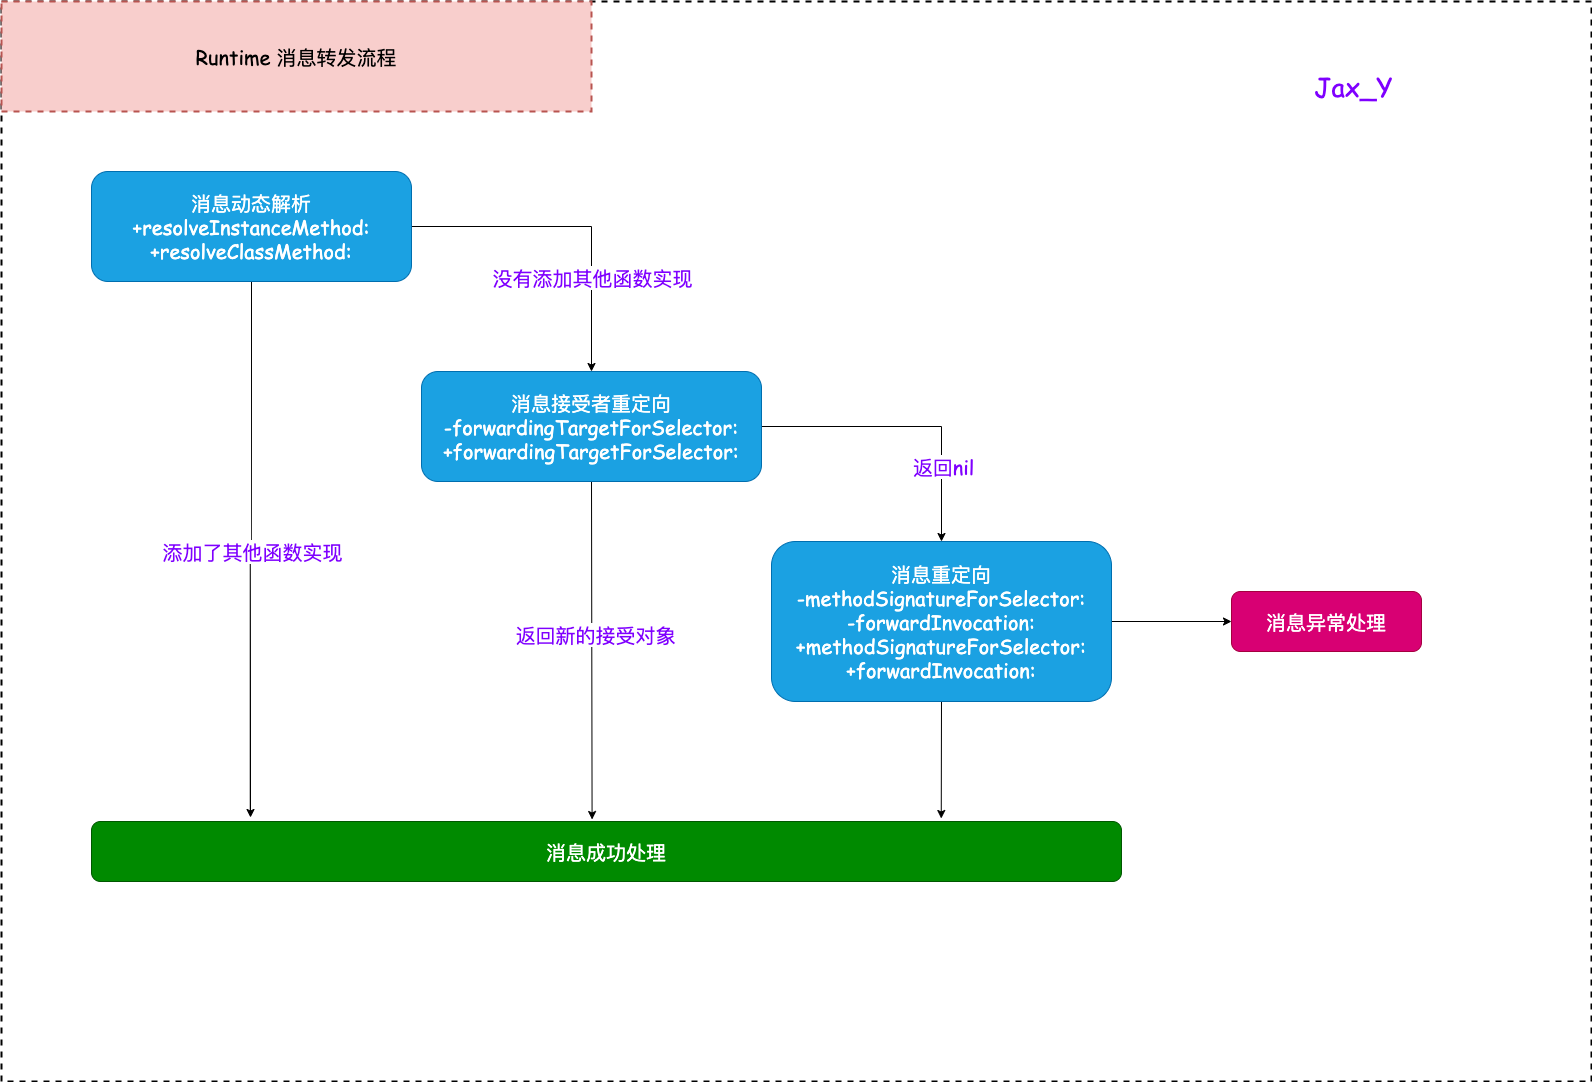 Runtime 消息转发流程
Jax_Y
消息动态解析
+resolveInstanceMethod:
+resolveClassMethod:
没有添加其他函数实现
消息接受者重定向
-forwardingTargetForSelector:
+forwardingTargetForSelector:
返回nil
添加了其他函数实现
消息重定向
-methodSignatureForSelector:
-forwardInvocation:
+methodSignatureForSelector:
+forwardInvocation:
消息异常处理
返回新的接受对象
消息成功处理